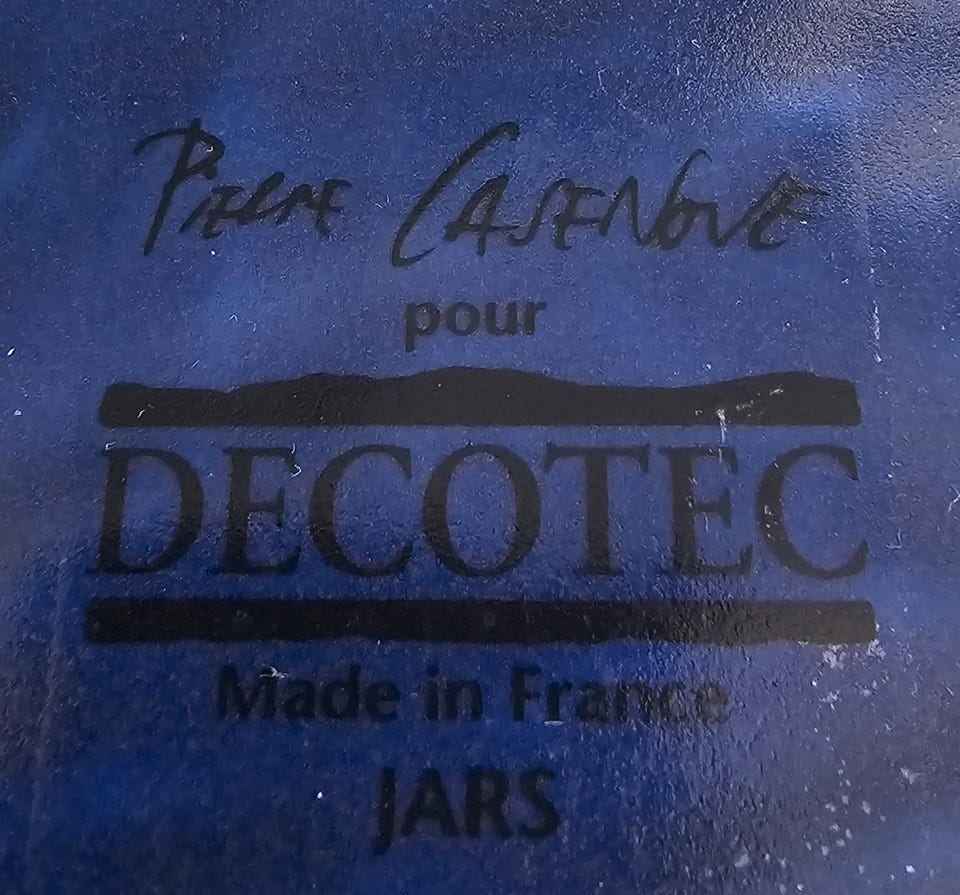 PIERRE CASENOVE
pour
DECOTEC
Made in France
JARS